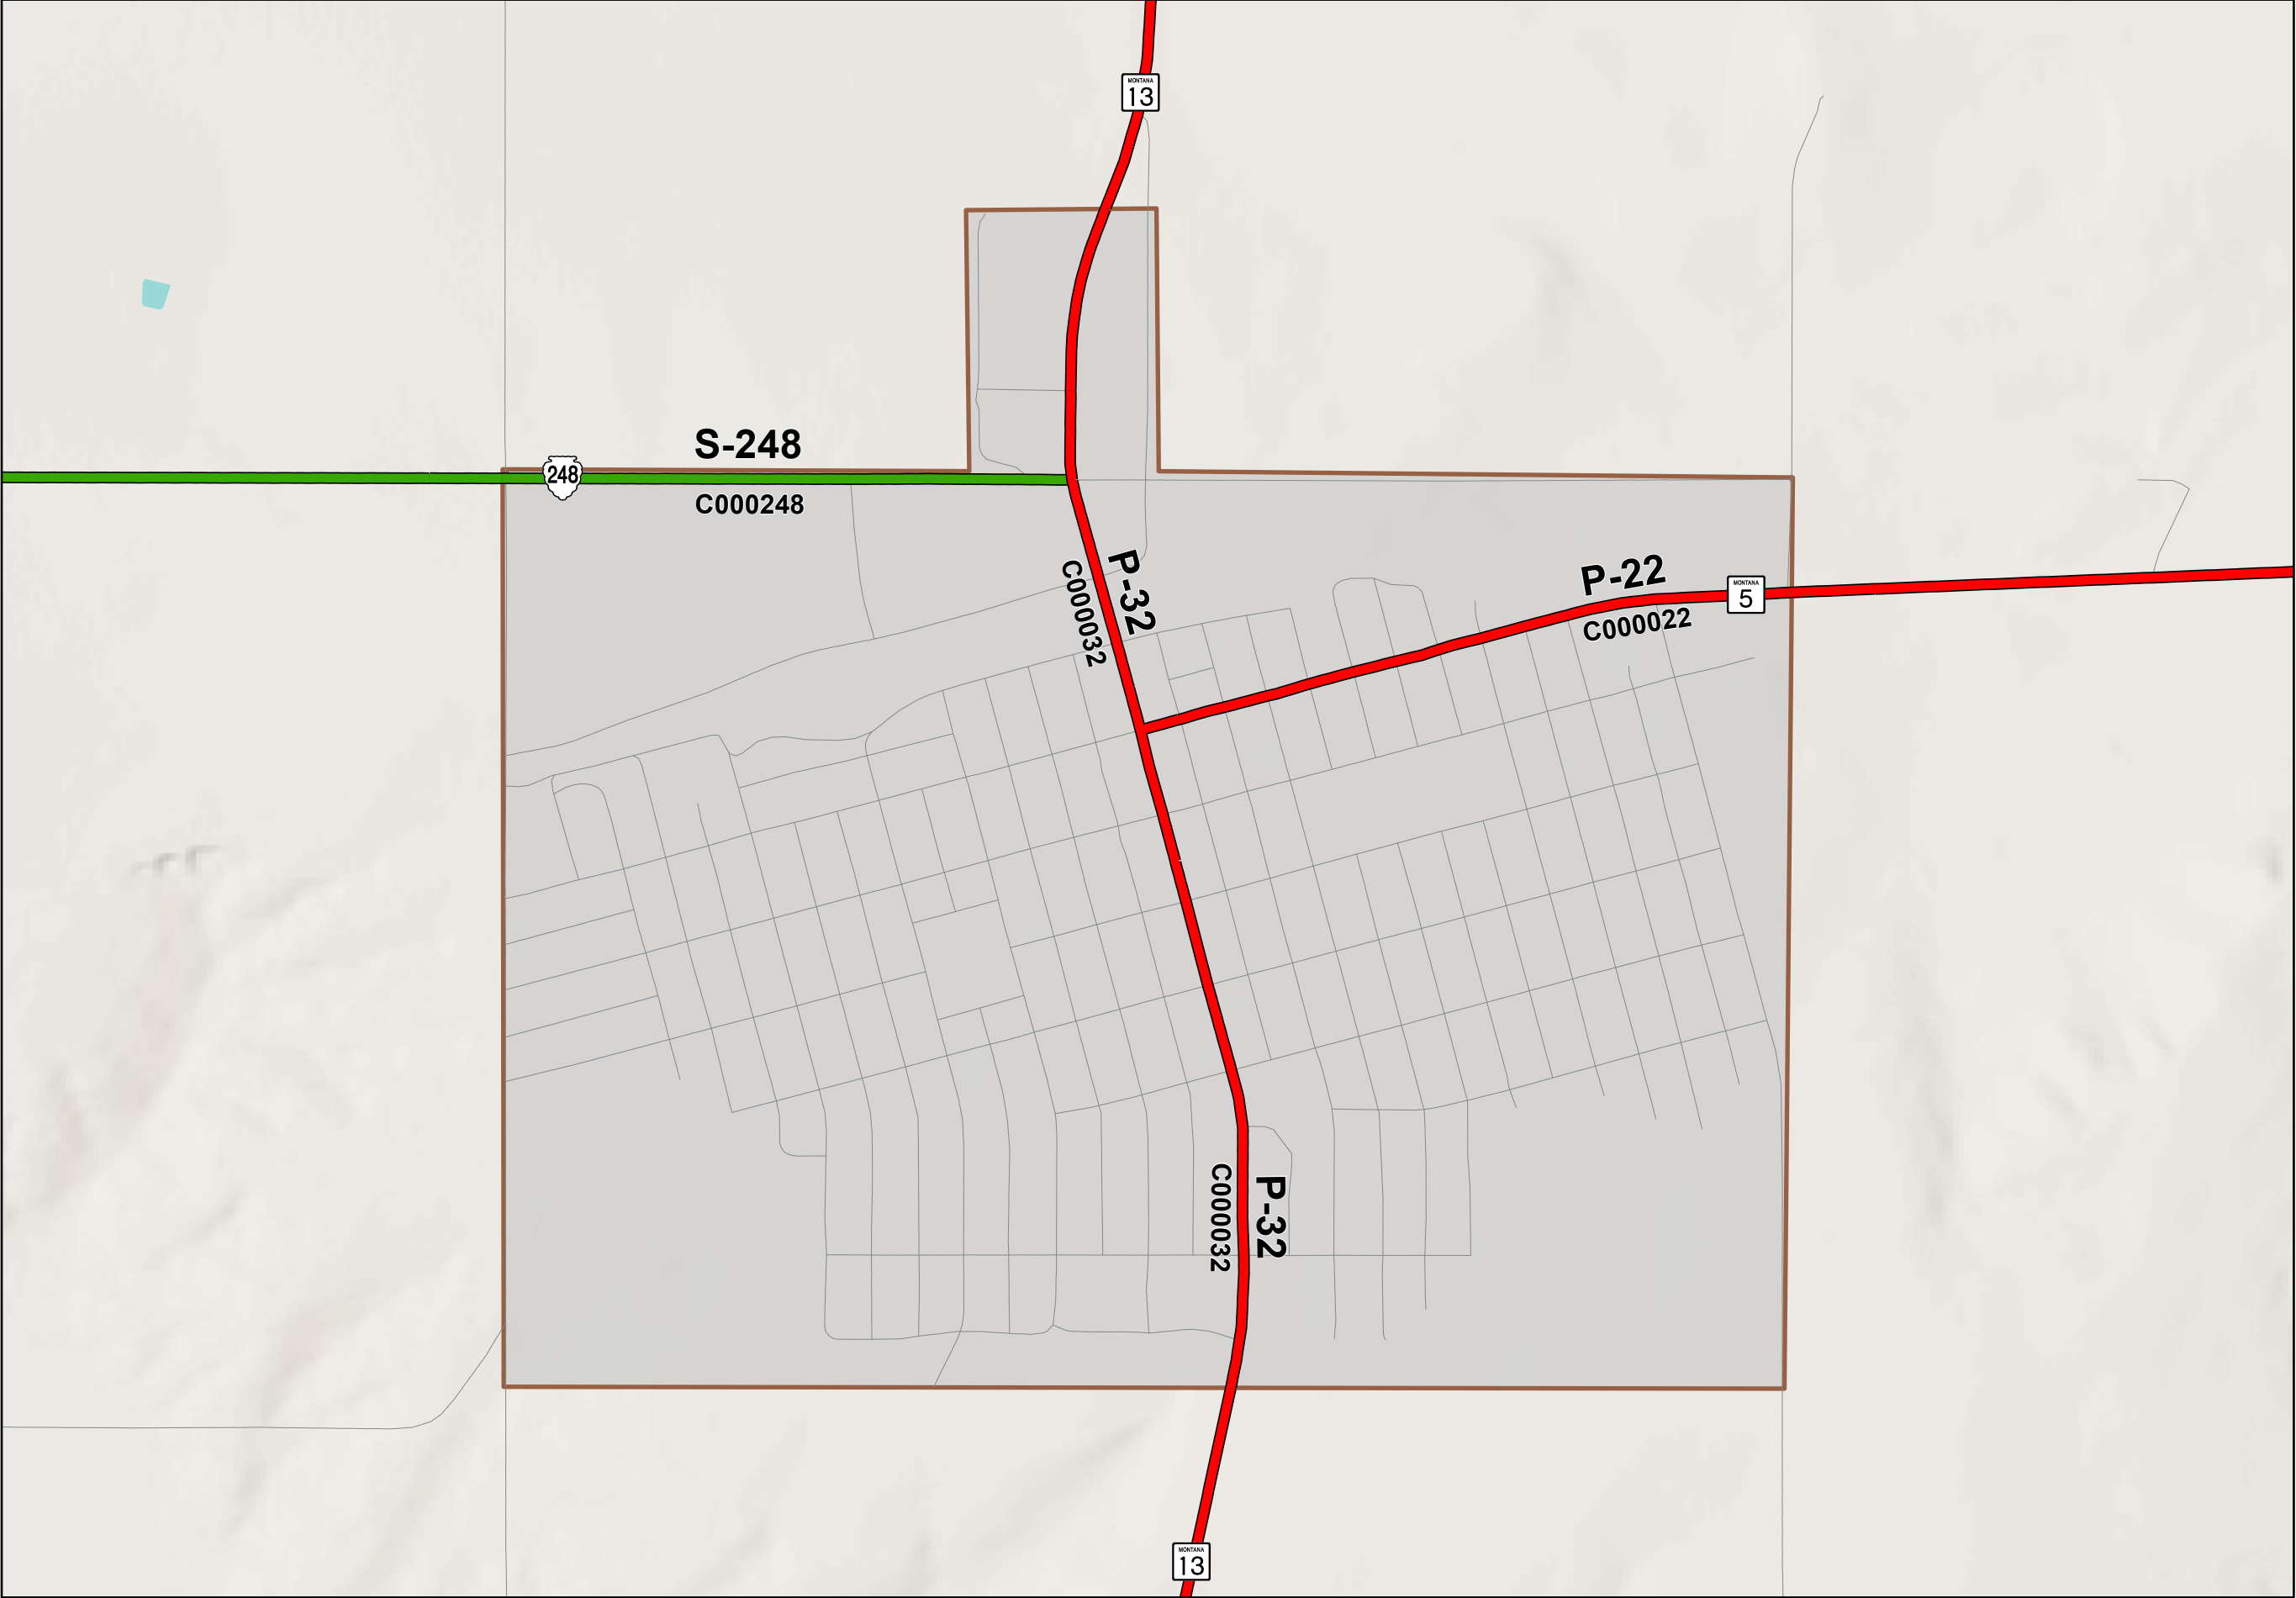 MONTANA
13
S-248
248
C000248
P-32
C000032
P-22
MONTANA
5
C000022
P-32
C000032
MONTANA
13